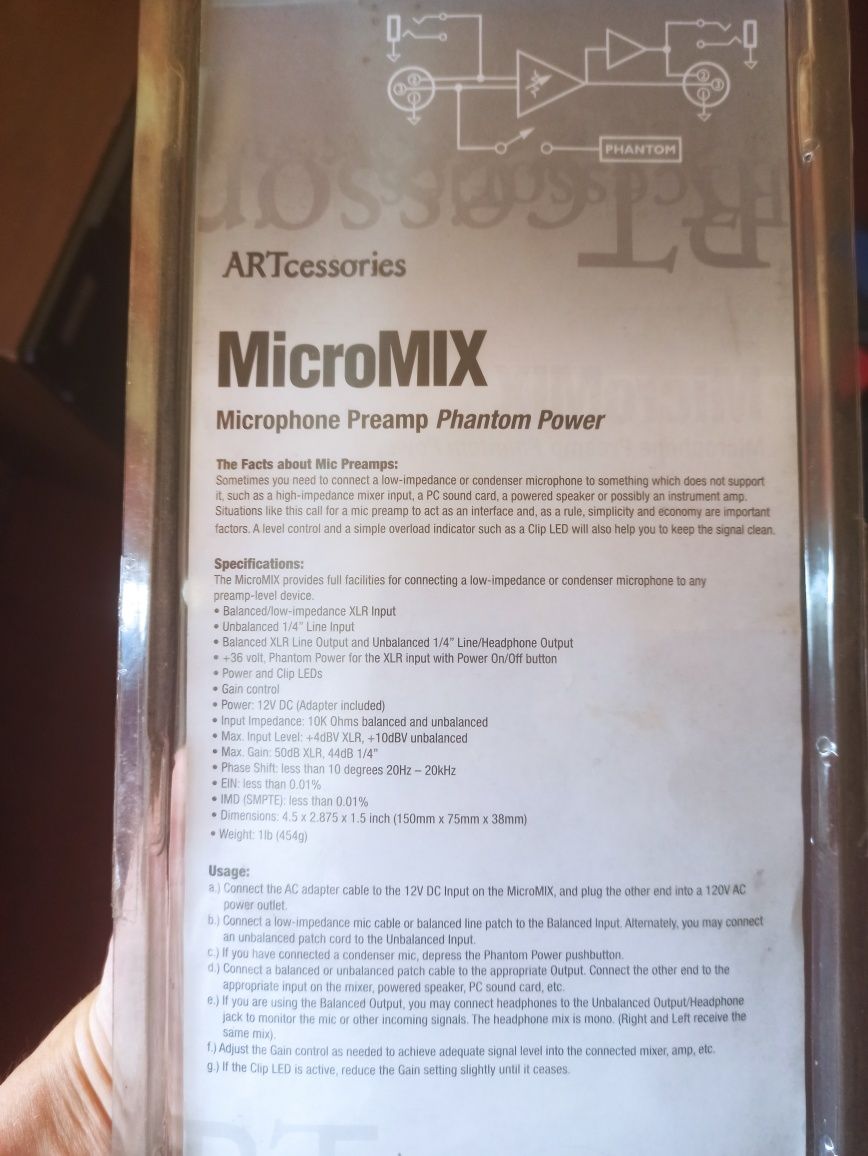 PHANTOM
ARTcessories
MicroMIX
Microphone Preamp Phantom Power
The Facts about Mic Preamps:
Sometimes you need to connect a low-impedance or condenser microphone to something which does not support
it, such as a high-impedance mixer input, a PC sound card, a powered speaker or possibly an instrument amp.
Situations like this call for a mic preamp to act as an interface and, as a rule, simplicity and economy are important
factors. A level control and a simple overload indicator such as a Clip LED will also help you to keep the signal clean.
Specifications:
The MicroMIX provides full facilities for connecting a low-impedance or condenser microphone to any
preamp-level device.
• Balanced/low-impedance XLR Input
• Unbalanced 1/4” Line Input
• Balanced XLR Line Output and Unbalanced 1/4” Line/Headphone Output
• +36 volt, Phantom Power for the XLR input with Power On/Off button
• Power and Clip LEDs
• Gain control
• Power: 12V DC (Adapter included)
• Input Impedance: 10K Ohms balanced and unbalanced
• Max. Input Level: +4dBV XLR, +10dBV unbalanced
• Max. Gain: 50dB XLR, 44dB 1/4”
• Phase Shift: less than 10 degrees 20Hz – 20kHz
• EIN: less than 0.01%
• IMD (SMPTE): less than 0.01%
• Dimensions: 4.5 x 2.875 x 1.5 inch (150mm x 75mm x 38mm)
• Weight: 1lb (454g)
Usage:
a.) Connect the AC adapter cable to the 12V DC Input on the MicroMIX, and plug the other end into a 120V AC
power outlet.
b.) Connect a low-impedance mic cable or balanced line patch to the Balanced Input. Alternately, you may connect
an unbalanced patch cord to the Unbalanced Input.
c.) If you have connected a condenser mic, depress the Phantom Power pushbutton.
d.) Connect a balanced or unbalanced patch cable to the appropriate Output. Connect the other end to the
appropriate input on the mixer, powered speaker, PC sound card, etc.
e.) If you are using the Balanced Output, you may connect headphones to the Unbalanced Output/Headphone
jack to monitor the mic or other incoming signals. The headphone mix is mono. (Right and Left receive the
same mix).
f.) Adjust the Gain control as needed to achieve adequate signal level into the connected mixer, amp, etc.
g.) If the Clip LED is active, reduce the Gain setting slightly until it ceases.